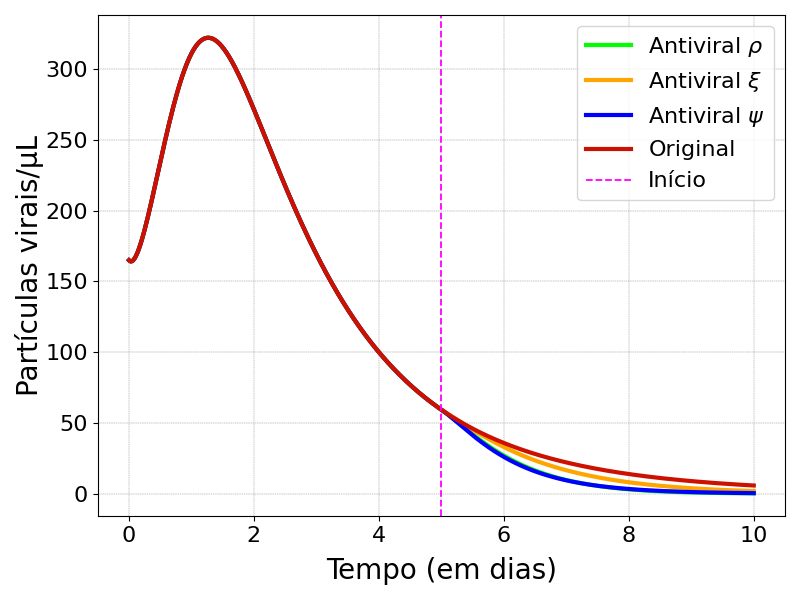 Antiviral ρ
Antiviral ξ
Antiviral ψ
Original
Início
Partículas virais/μL
300
250
200
150
100
50
0
0 2 4 6 8 10
Tempo (em dias)